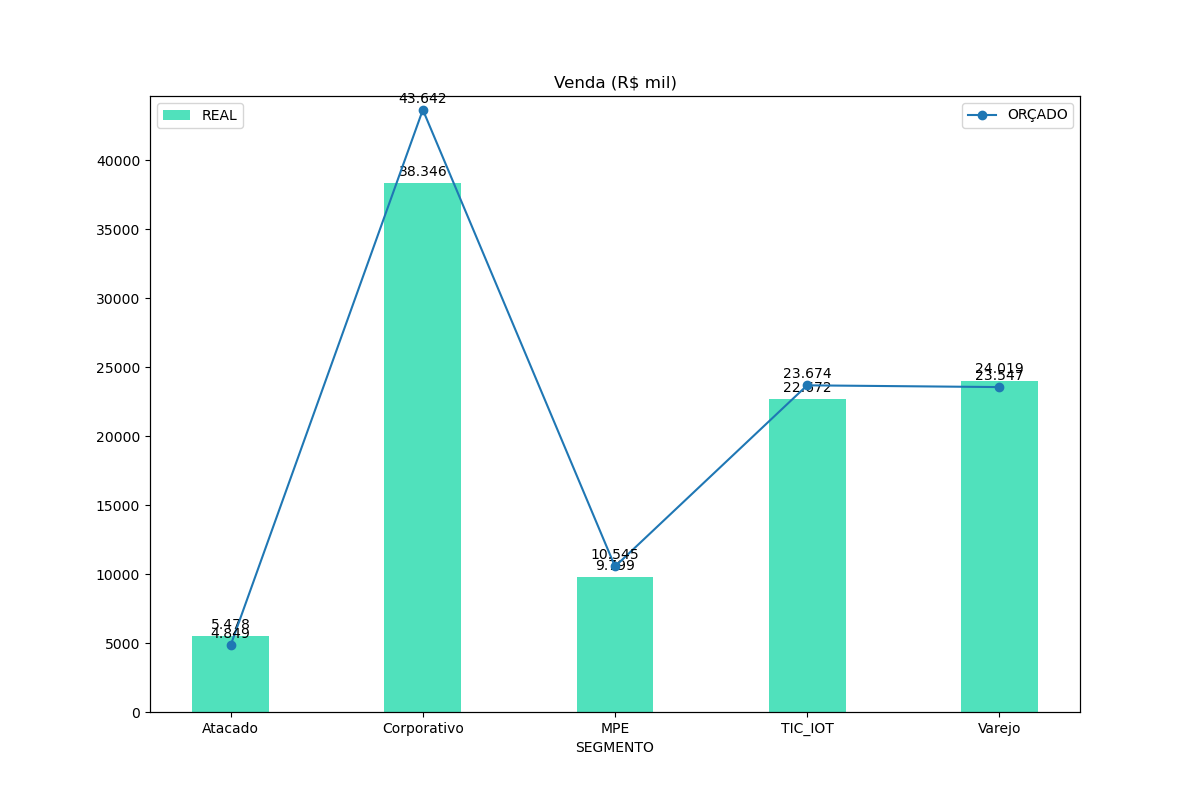 Venda (R$ mil)
REAL
ORÇADO
43.642
38.346
23.674
22.672
24.019
23.547
10.545
9.799
5.478
4.849
40000
35000
30000
25000
20000
15000
10000
5000
0
Atacado
Corporativo
MPE
TIC_IOT
Varejo
SEGMENTO